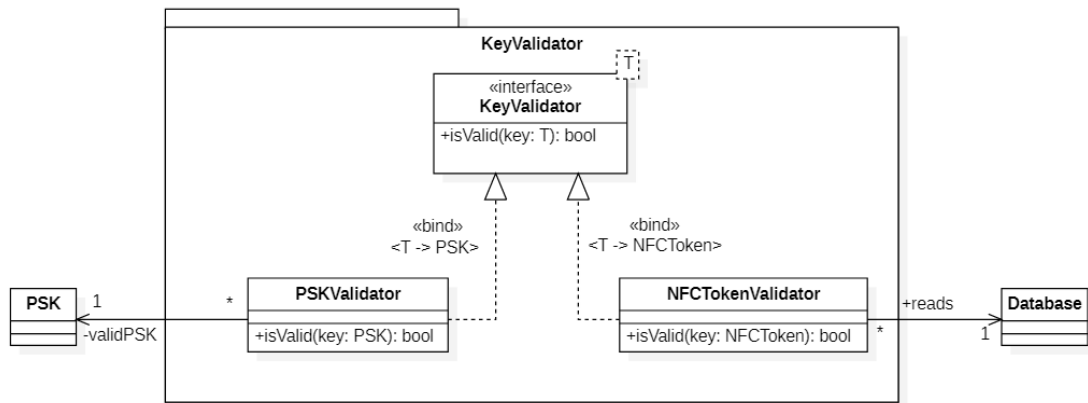 KeyValidator
T
«interface»
KeyValidator
+isValid(key: T): bool
«bind»
<T -> PSK>
«bind»
<T -> NFCToken>
PSK
1
-validPSK
*
PSKValidator
+isValid(key: PSK): bool
NFCTokenValidator
+isValid(key: NFCToken): bool
+reads
*
1
Database